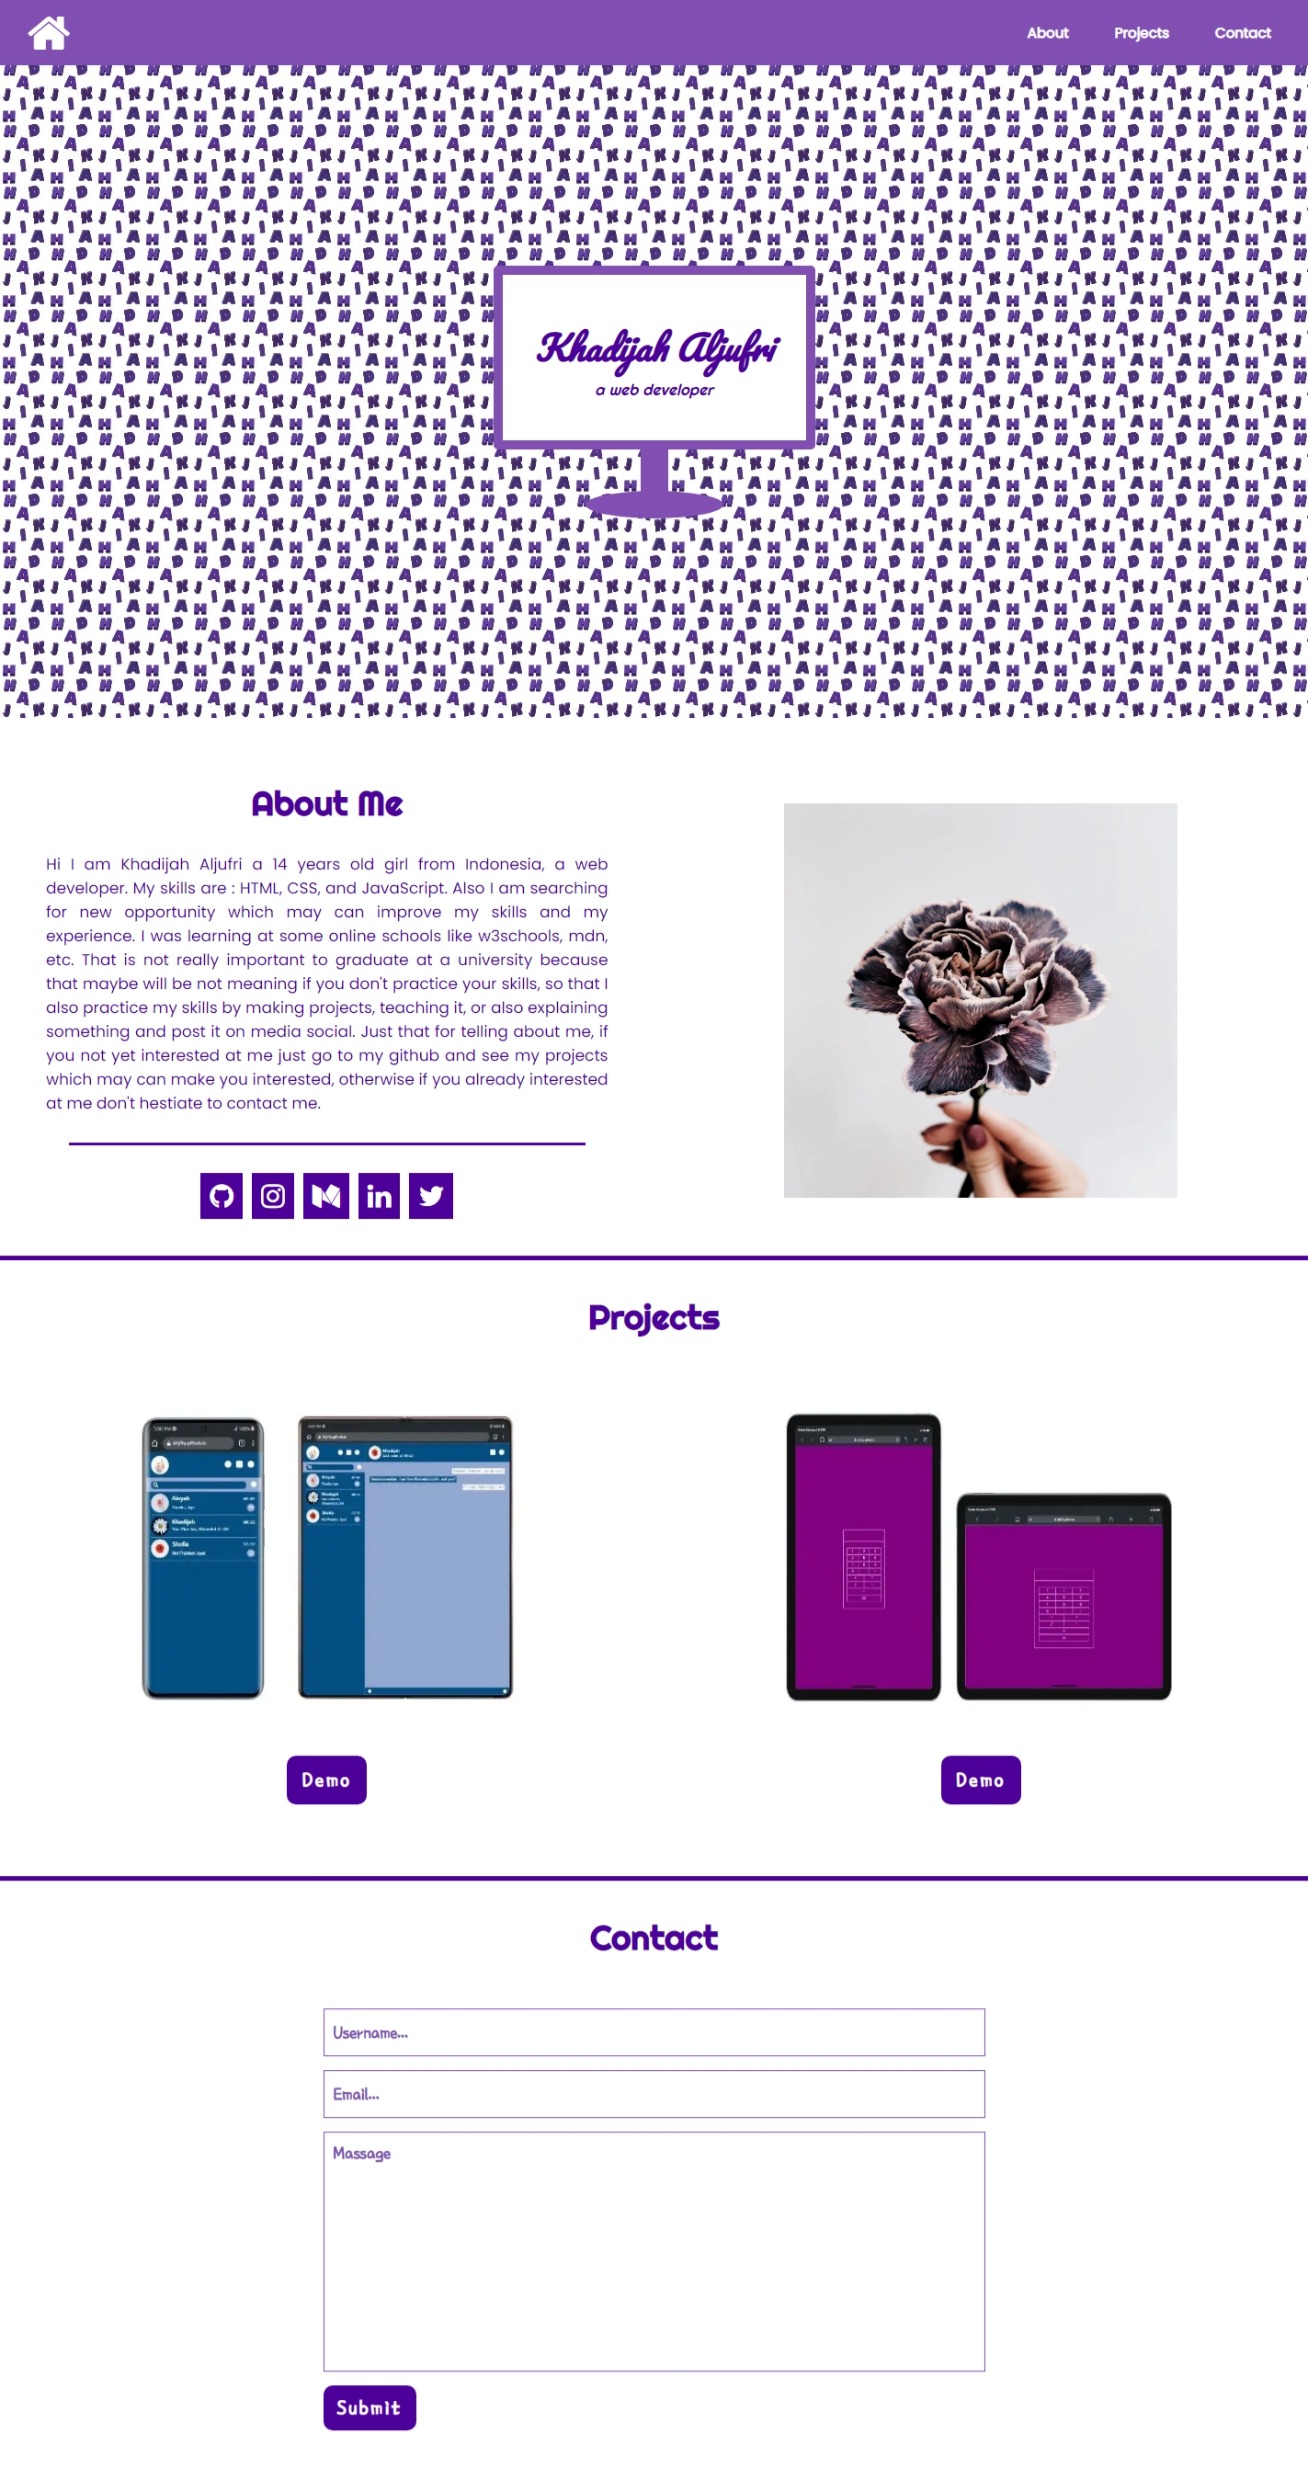 About Projects Contact
Khadijah Aljufri
a web developer
About Me
Hi I am Khadijah Aljufri a 14 years old girl from Indonesia, a web
developer. My skills are : HTML, CSS, and JavaScript. Also I am searching
for new opportunity which may can improve my skills and my
experience. I was learning at some online schools like w3schools, mdn,
etc. That is not really important to graduate at a university because
that maybe will be not meaning if you don't practice your skills, so that I
also practice my skills by making projects, teaching it, or also explaining
something and post it on media social. Just that for telling about me, if
you not yet interested at me just go to my github and see my projects
which may can make you interested, otherwise if you already interested
at me don't hestiate to contact me.
Projects
Aisyah
Khadijah
Sheila
Khadijah
Demo
Demo
Contact
Username...
Email...
Massage
Submit